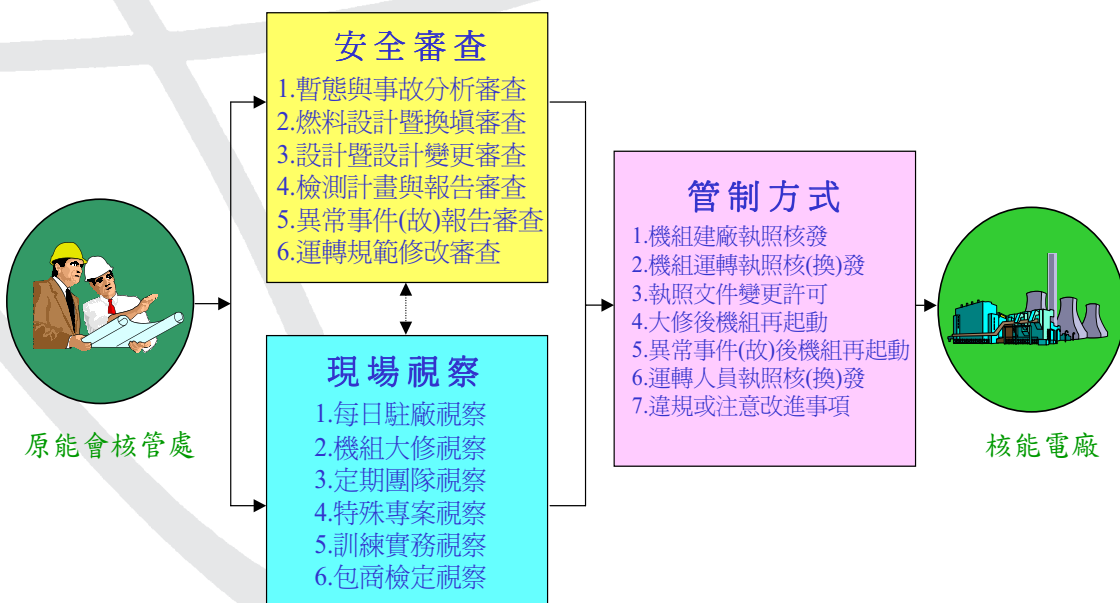 安全審查
1.暫態與事故分析審查
2.燃料設計暨換填審查
3.設計暨設計變更審查
4.檢測計畫與報告審查
5.異常事件(故)報告審查
6.運轉規範修改審查
原能會核管處
現場視察
1.每日駐廠視察
2.機組大修視察
3.定期團隊視察
4.特殊專案視察
5.訓練實務視察
6.包商檢定視察
管制方式
1.機組建廠執照核發
2.機組運轉執照核(換)發
3.執照文件變更許可
4.大修後機組再起動
5.異常事件(故)後機組再起動
6.運轉人員執照核(換)發
7.違規或注意改進事項
核能電廠